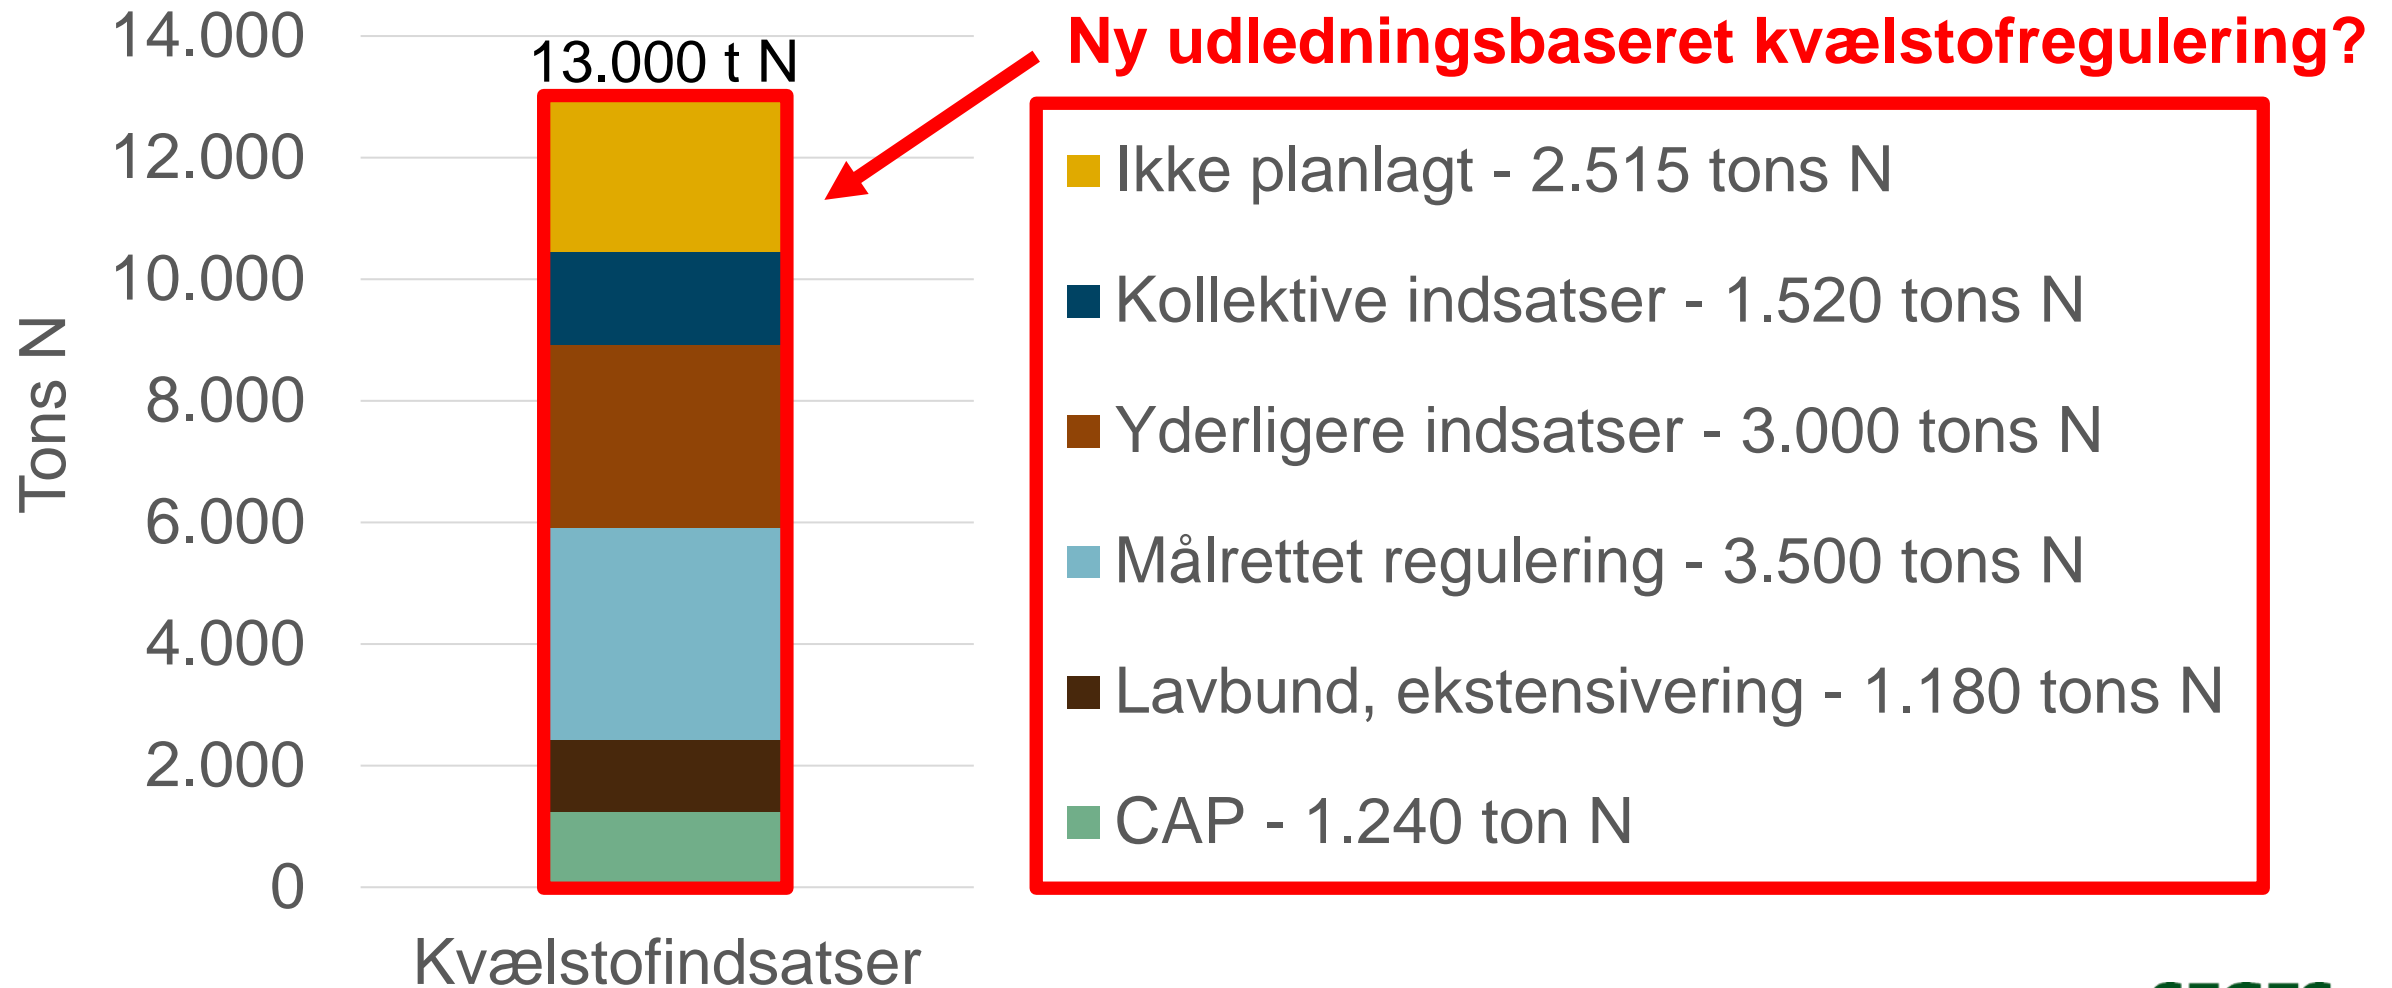 Ny udledningsbaseret kvælstofregulering?
13.000 t N
14.000
12.000
10.000
8.000
6.000
4.000
2.000
0
Tons N
Kvælstofindsatser
Ikke planlagt - 2.515 tons N
Kollektive indsatser - 1.520 tons N
Yderligere indsatser - 3.000 tons N
Målrettet regulering - 3.500 tons N
Lavbund, ekstensivering - 1.180 tons N
CAP - 1.240 ton N